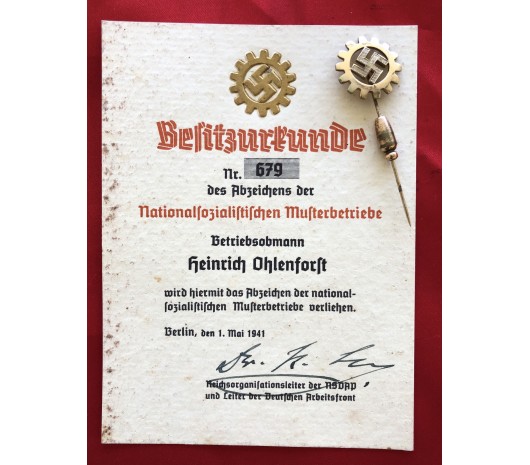 Besitzurkunde
Nr. 679
des Abzeichens der
Nationalsozialistischen Musterbetriebe
Betriebsobmann
Heinrich Ohlenforst
wird hiermit das Abzeichen der national-
sozialistischen Musterbetriebe verliehen.
Berlin, den 1. Mai 1941
Reichsorganisationsleiter der NSDAP
und Leiter der Deutschen Arbeitsfront